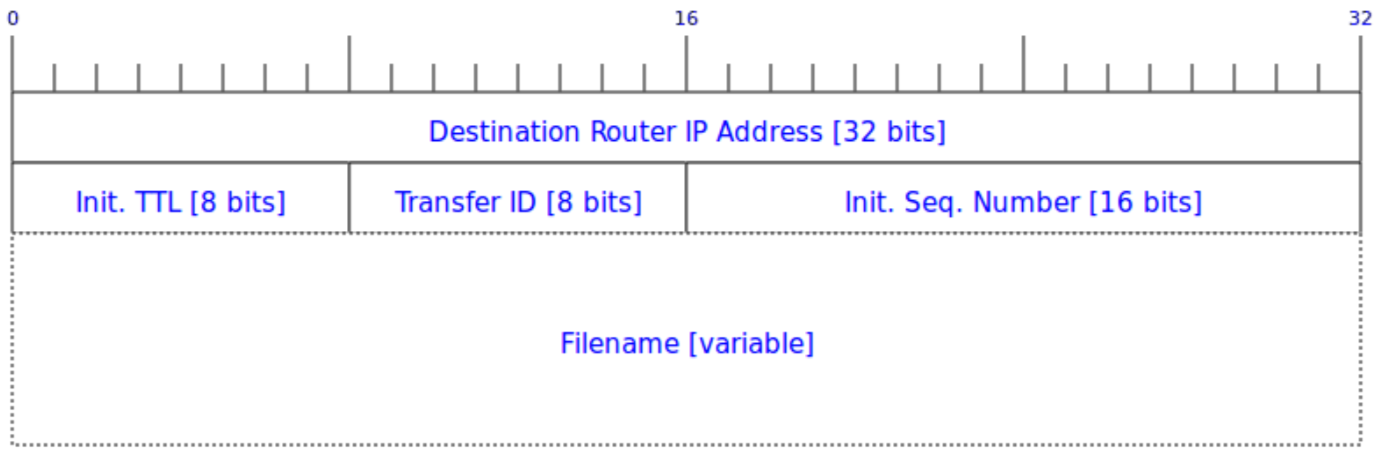 0 16 32
Destination Router IP Address [32 bits]
Init. TTL [8 bits] Transfer ID [8 bits] Init. Seq. Number [16 bits]
Filename [variable]